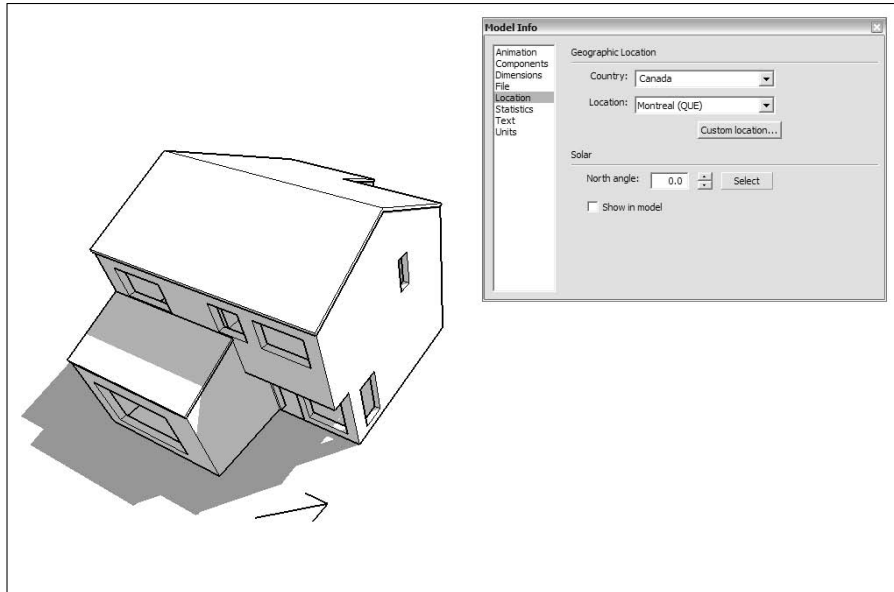 Model Info
Animation
Components
Dimensions
File
Location
Statistics
Text
Units
Geographic Location
Country: Canada
Location: Montreal (QUE)
Custom location...
Solar
North angle: 0.0 Select
Show in model